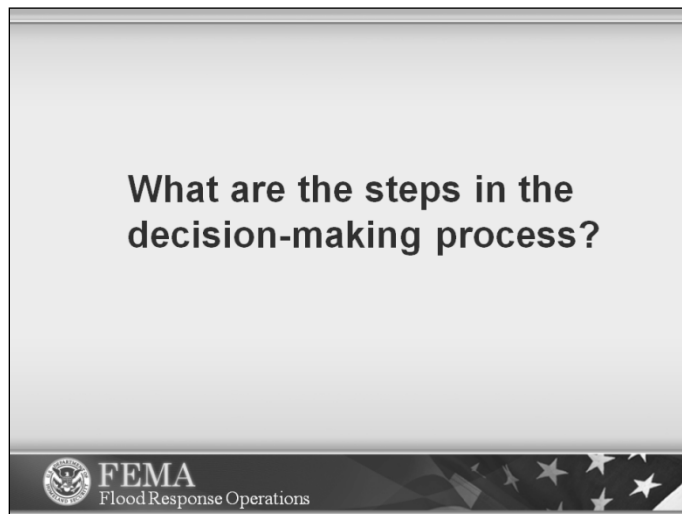 What are the steps in the
decision-making process?
FEMA
Flood Response Operations